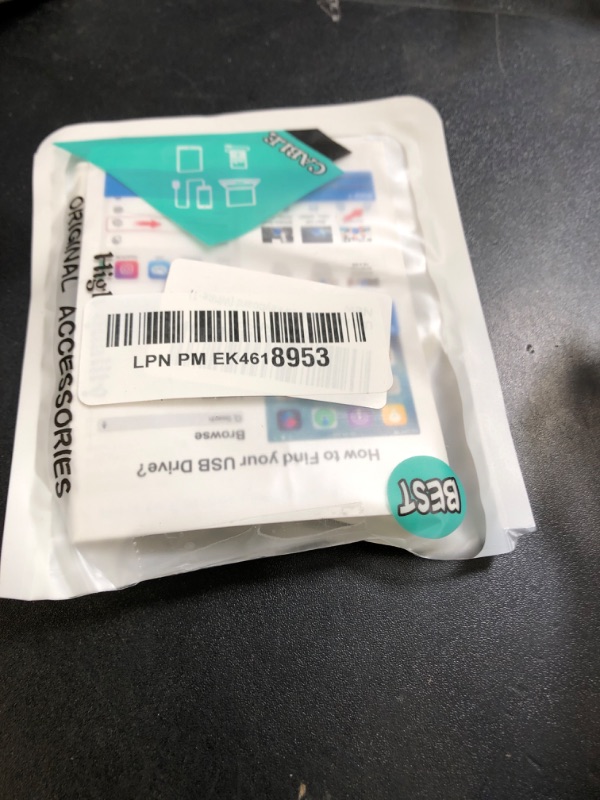 CABLE
ORIGINAL ACCESSORIES
LPN PM EK4618953
How to Find your USB Drive?
Browse
BEST